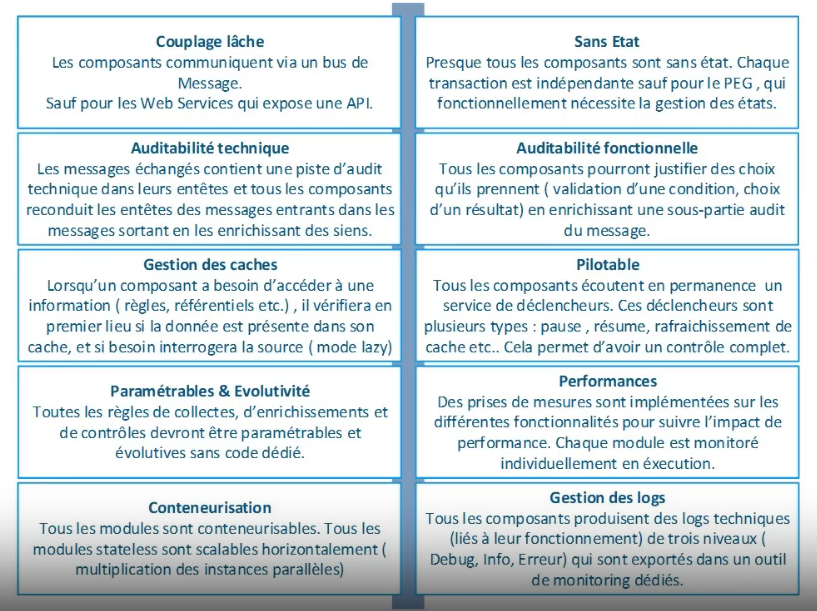 Couplage lâche
Les composants communiquent via un bus de
Message.
Sauf pour les Web Services qui expose une API.
Sans Etat
Presque tous les composants sont sans état. Chaque
transaction est indépendante sauf pour le PEG , qui
fonctionnellement nécessite la gestion des états.
Auditabilité technique
Les messages échangés contient une piste d’audit
technique dans leurs entêtes et tous les composants
reconduit les entêtes des messages entrants dans les
messages sortant en les enrichissant des siens.
Auditabilité fonctionnelle
Tous les composants pourront justifier des choix
qu’ils prennent ( validation d’une condition, choix
d’un résultat) en enrichissant une sous-partie audit
du message.
Gestion des caches
Lorsqu’un composant a besoin d’accéder à une
information ( règles, référentiels etc.) , il vérifiera en
premier lieu si la donnée est présente dans son
cache, et si besoin interrogera la source ( mode lazy)
Pilotable
Tous les composants écoutent en permanence un
service de déclencheurs. Ces déclencheurs sont
plusieurs types : pause , résume, rafraichissement de
cache etc.. Cela permet d’avoir un contrôle complet.
Paramétrables & Evolutivité
Toutes les règles de collectes, d’enrichissements et
de contrôles devront être paramétrables et
évolutives sans code dédié.
Performances
Des prises de mesures sont implémentées sur les
différentes fonctionnalités pour suivre l’impact de
performance. Chaque module est monitoré
individuellement en éxecution.
Conteneurisation
Tous les modules sont conteneurisables. Tous les
modules stateless sont scalables horizontalement (
multiplication des instances parallèles)
Gestion des logs
Tous les composants produisent des logs techniques
(liés à leur fonctionnement) de trois niveaux (
Debug, Info, Erreur) qui sont exportés dans un outil
de monitoring dédiés.